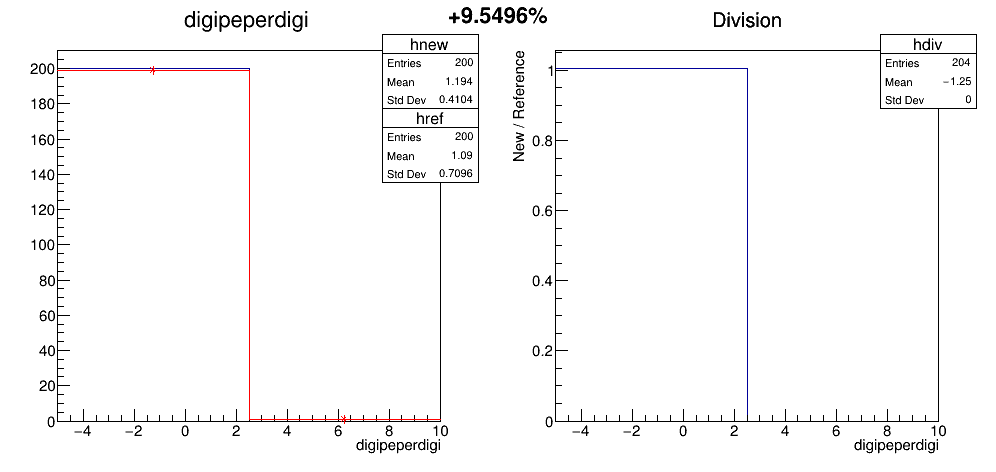 +9.5496%
digipeperdigi
hnew
Entries 200
Mean 1.194
Std Dev 0.4104
href
Entries 200
Mean 1.09
Std Dev 0.7096
200
180
160
140
120
100
80
60
40
20
0
−4 −2 0 2 4 6 8 10
digipeperdigi
Division
hdiv
Entries 204
Mean −1.25
Std Dev 0
New / Reference
1
0.8
0.6
0.4
0.2
0
−4 −2 0 2 4 6 8 10
digipeperdigi